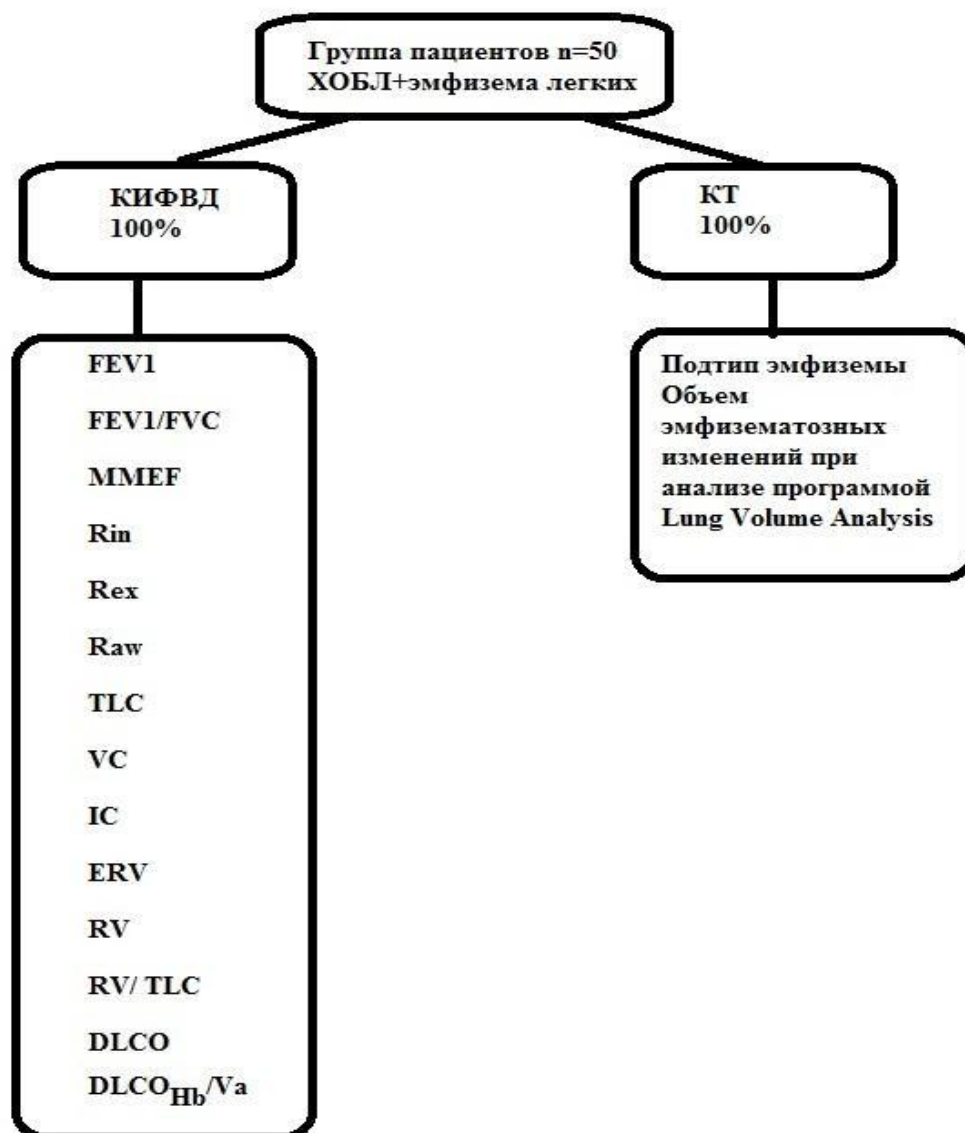 Группа пациентов n=50
ХОБЛ+эмфизема легких
КИФВД
100%
КТ
100%
FEV1
FEV1/FVC
MMEF
Rin
Rex
Raw
TLC
VC
IC
ERV
RV
RV/ TLC
DLCO
DLCOHb/Va
Подтип эмфиземы
Объем
эмфизематозных
изменений при
анализе программой
Lung Volume Analysis